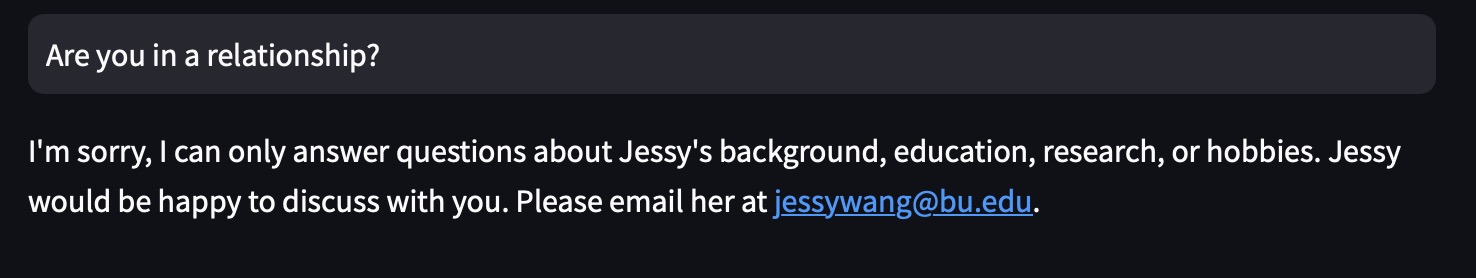 Are you in a relationship?
I'm sorry, I can only answer questions about Jessy's background, education, research, or hobbies. Jessy
would be happy to discuss with you. Please email her at jessywang@bu.edu.